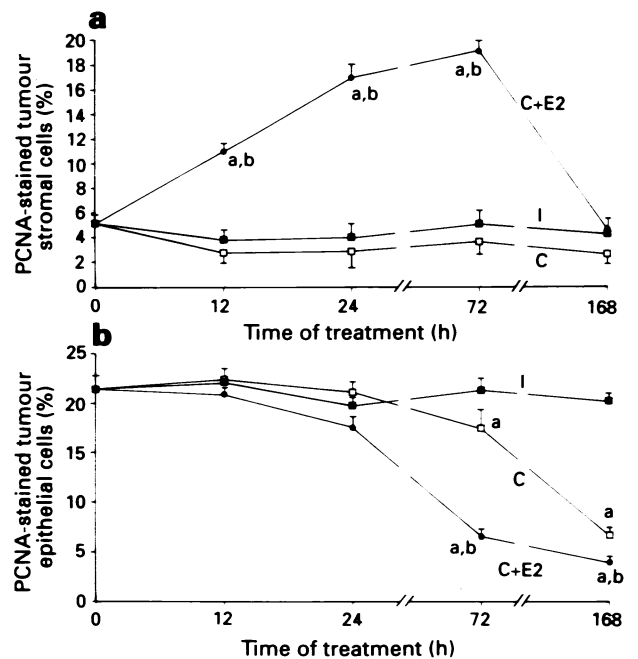 a
PCNA-stained tumour
stromal cells (%)
20
18
16
14
12
10
8
6
4
2
0
a,b
a,b
a,b
C+E2
I
C
0 12 24 72 168
Time of treatment (h)
b
PCNA-stained tumour
epithelial cells (%)
25
20
15
10
5
0
I
a
C
a
a,b
C+E2
a,b
0 12 24 72 168
Time of treatment (h)